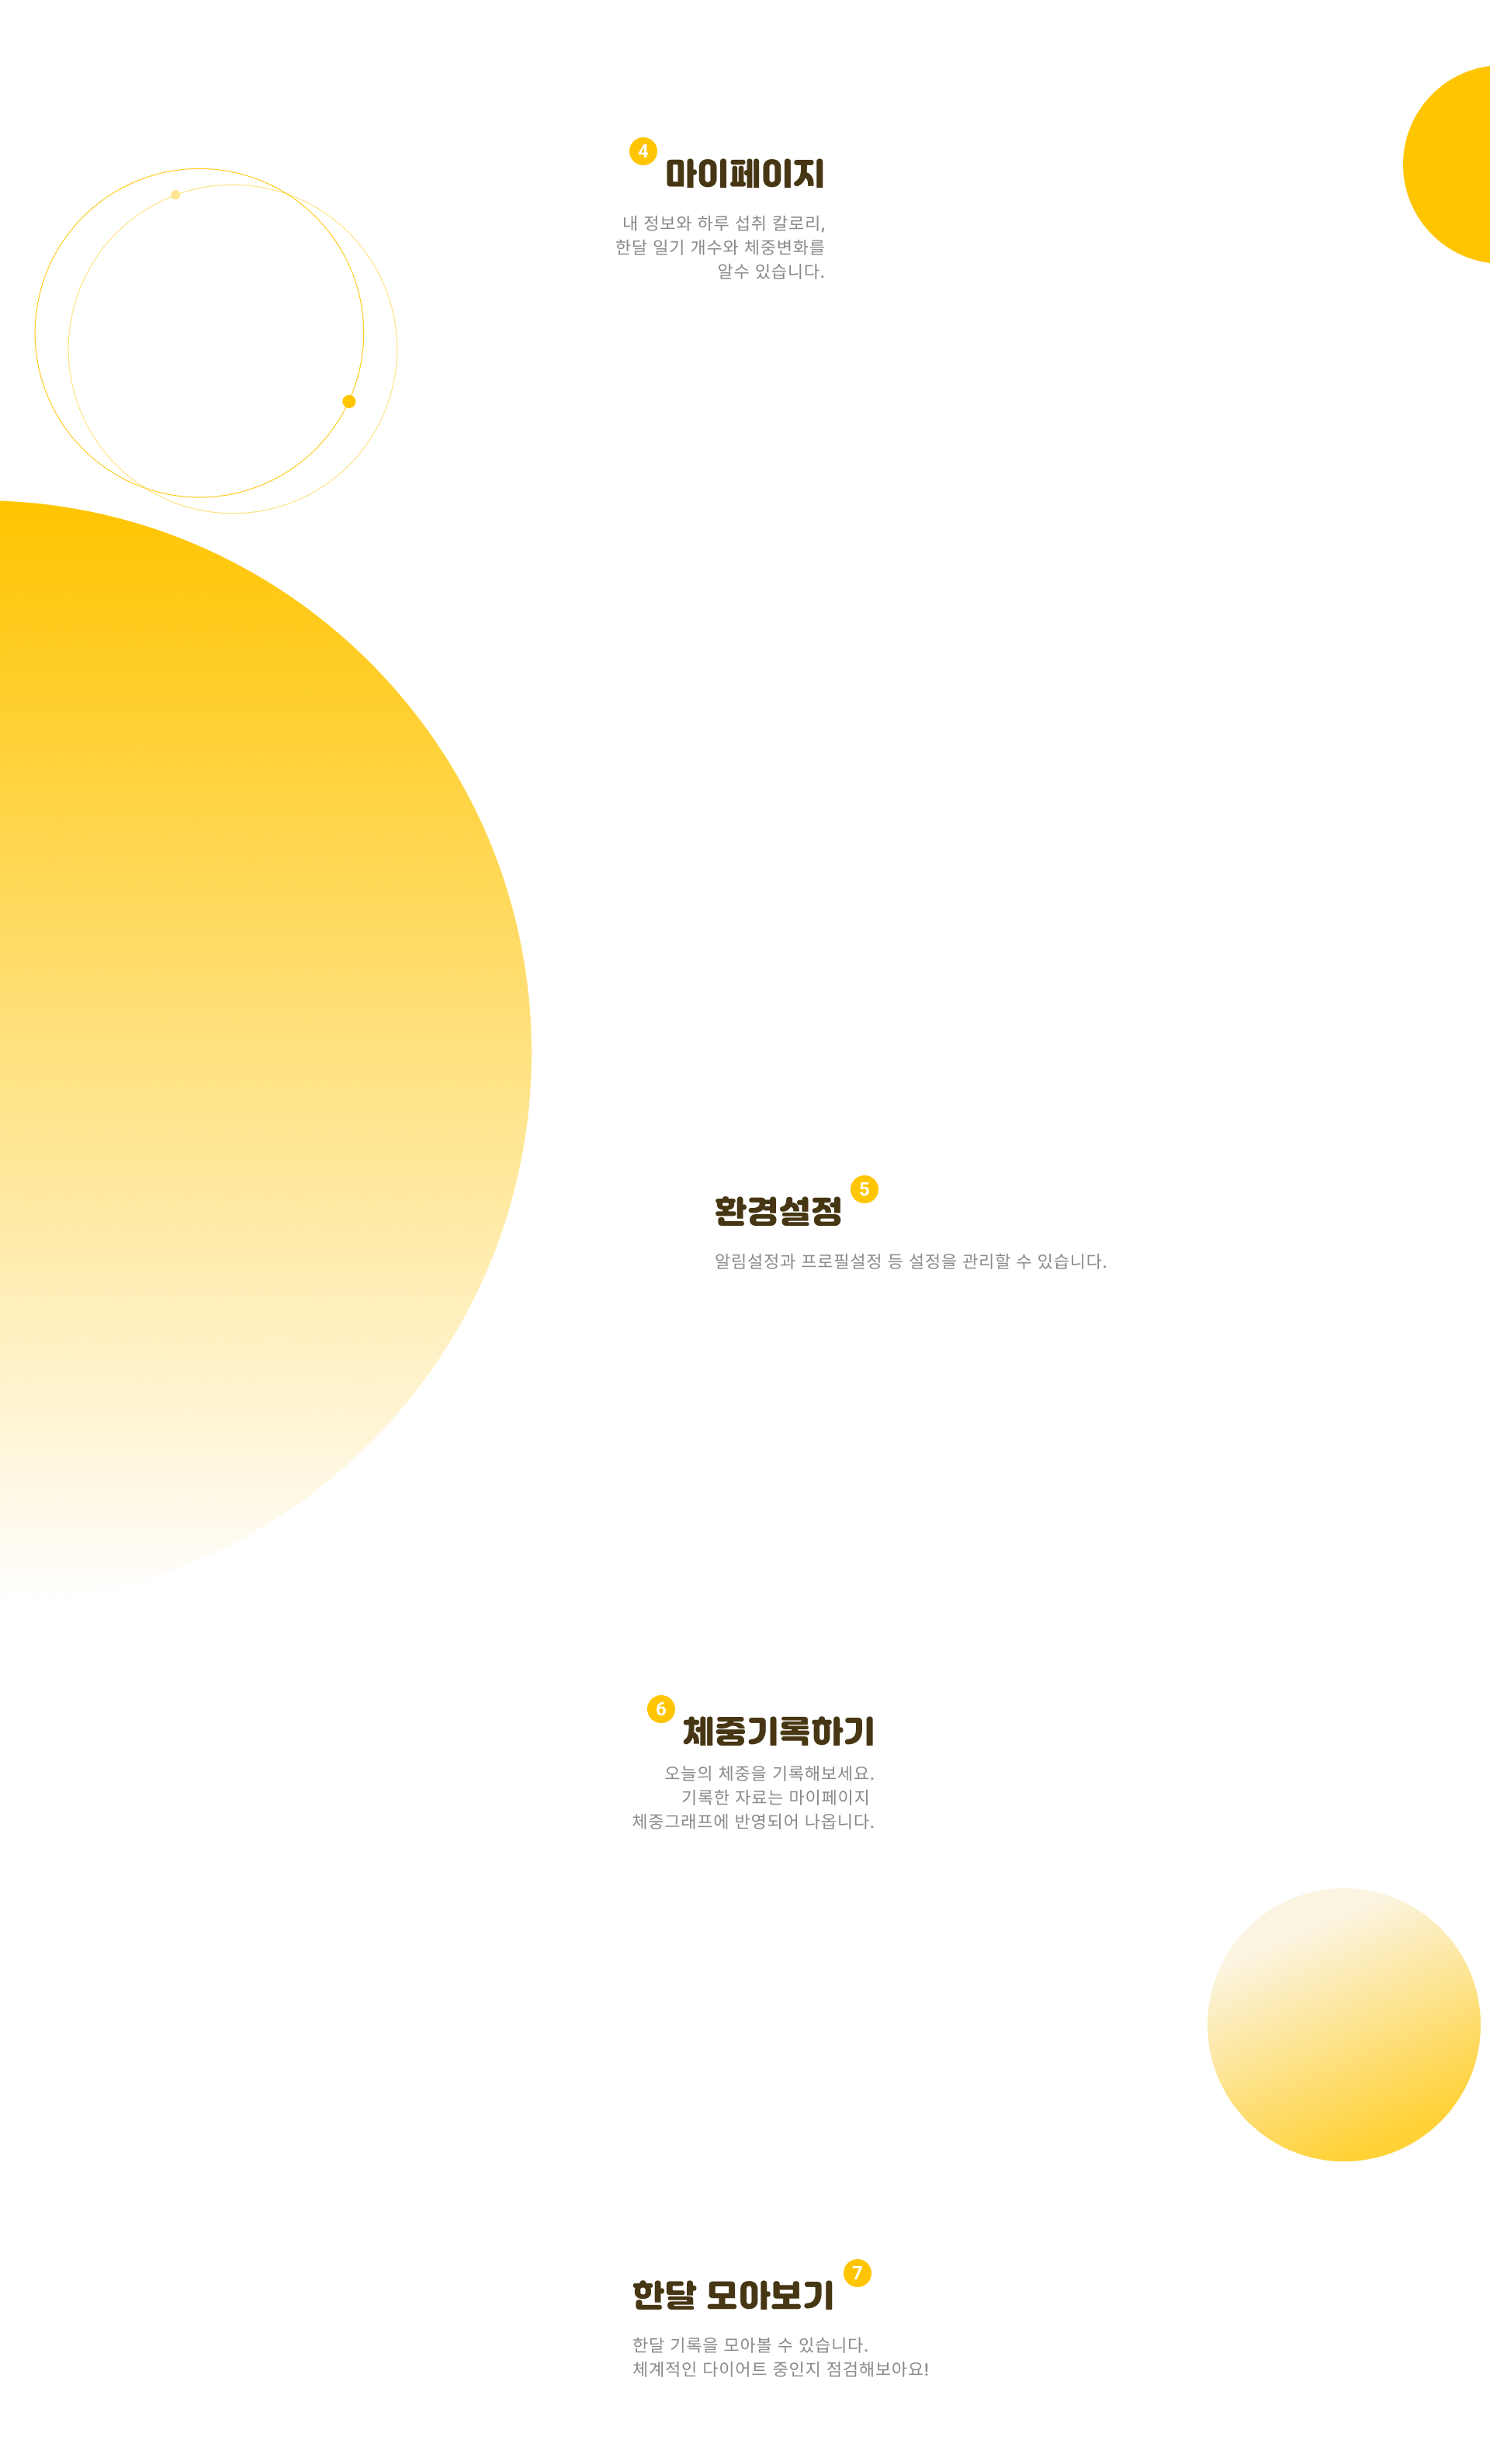 4
마이페이지
내 정보와 하루 섭취 칼로리,
한달 일기 개수와 체중변화를
알수 있습니다.
5
환경설정
알림설정과 프로필설정 등 설정을 관리할 수 있습니다.
6
체중기록하기
오늘의 체중을 기록해보세요.
기록한 자료는 마이페이지
체중그래프에 반영되어 나옵니다.
7
한달 모아보기
한달 기록을 모아볼 수 있습니다.
체계적인 다이어트 중인지 점검해보아요!